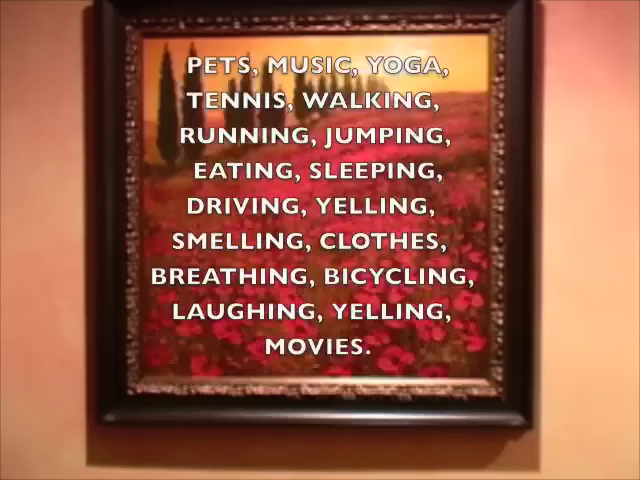 PETS, MUSIC, YOGA,
TENNIS, WALKING,
RUNNING, JUMPING,
EATING, SLEEPING,
DRIVING, YELLING,
SMELLING, CLOTHES,
BREATHING, BICYCLING,
LAUGHING, YELLING,
MOVIES.